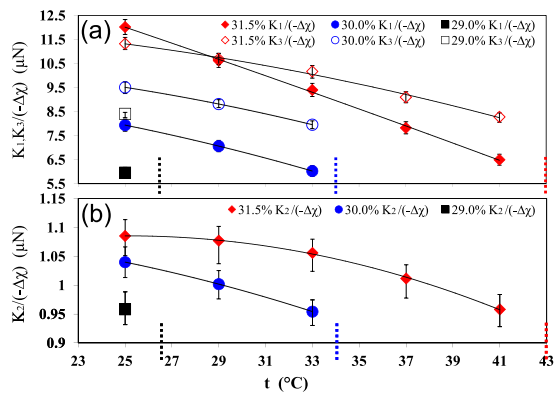 (a)
31.5% K₁/(-Δχ) 30.0% K₁/(-Δχ) 29.0% K₁/(-Δχ)
31.5% K₃/(-Δχ) 30.0% K₃/(-Δχ) 29.0% K₃/(-Δχ)
K₁,K₃/(-Δχ) (μN)
12.5
11.5
10.5
9.5
8.5
7.5
6.5
5.5
(b)
31.5% K₂/(-Δχ) 30.0% K₂/(-Δχ) 29.0% K₂/(-Δχ)
K₂/(-Δχ) (μN)
1.15
1.1
1.05
1
0.95
0.9
23 25 27 29 31 33 35 37 39 41 43
t (°C)